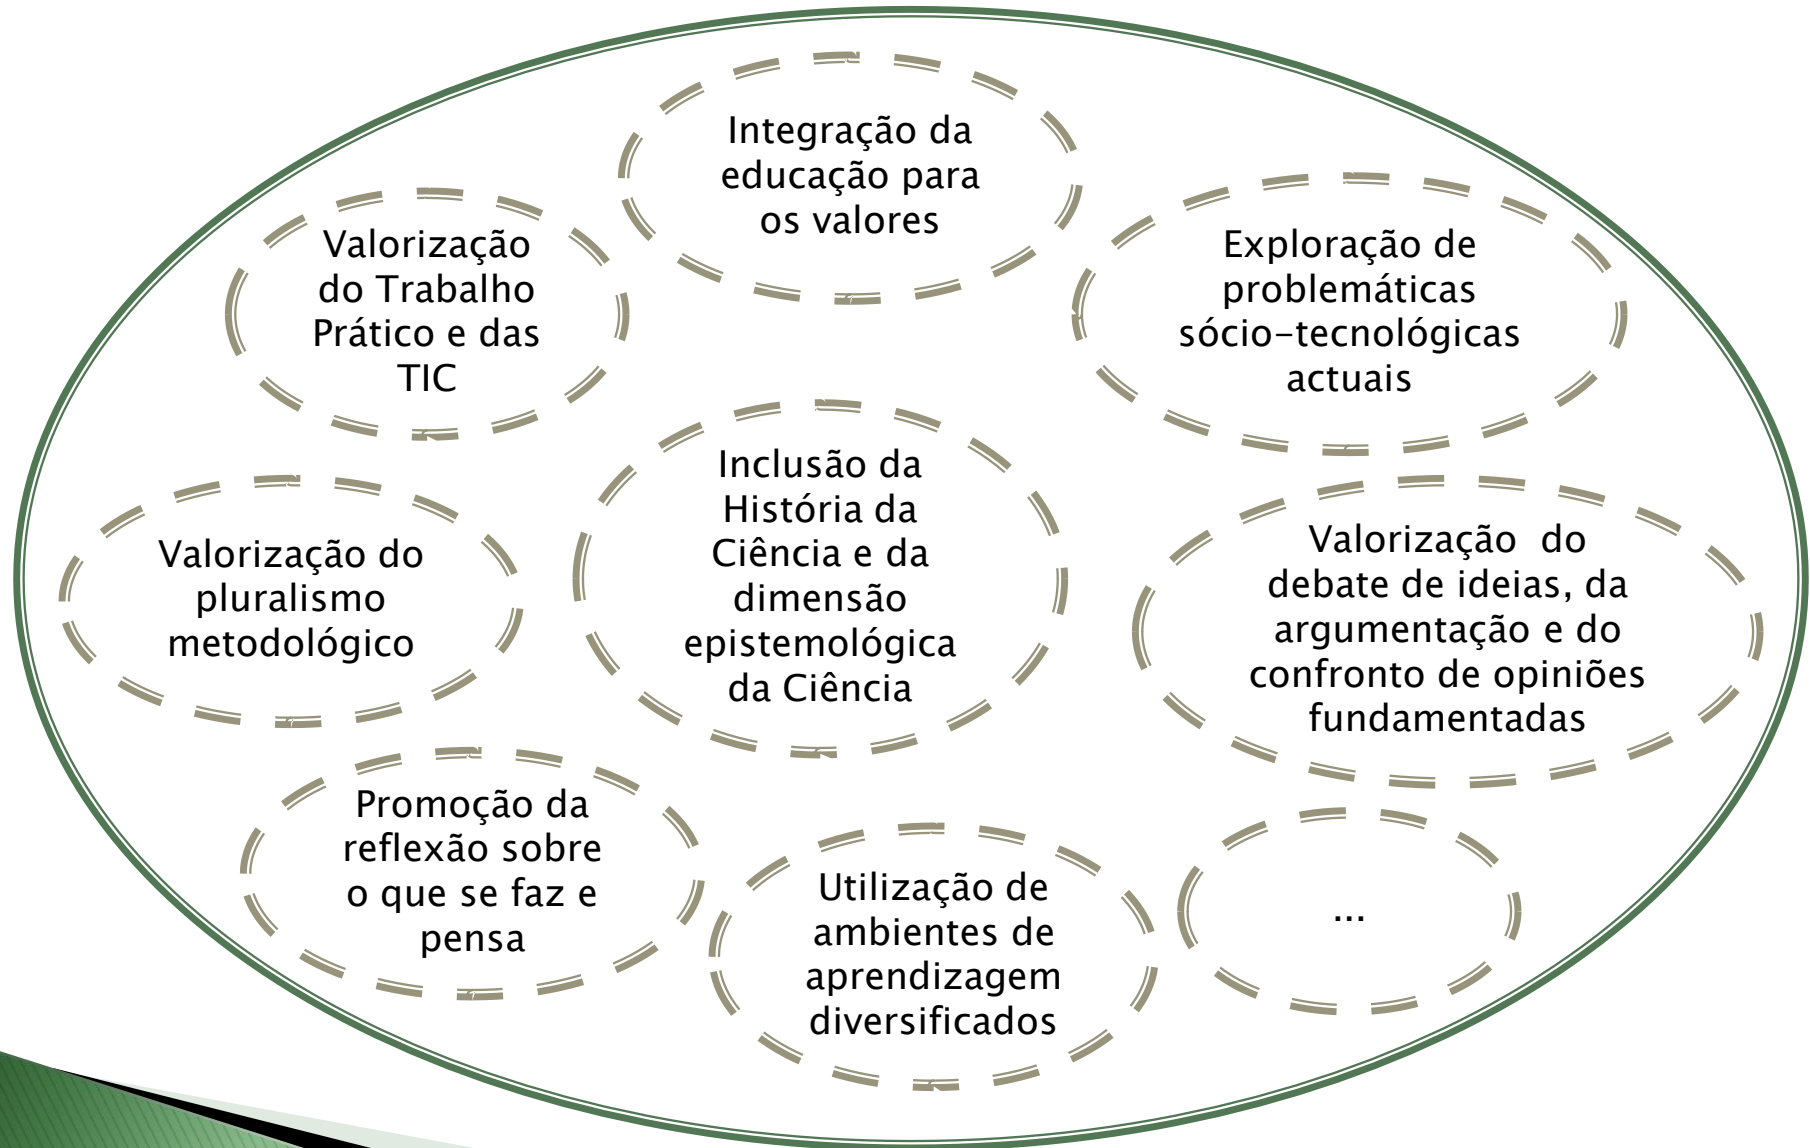 Integração da
educação para
os valores
Valorização
do Trabalho
Prático e das
TIC
Exploração de
problemáticas
sócio-tecnológicas
actuais
Valorização do
pluralismo
metodológico
Inclusão da
História da
Ciência e da
dimensão
epistemológica
da Ciência
Valorização  do
debate de ideias, da
argumentação e do
confronto de opiniões
fundamentadas
Promoção da
reflexão sobre
o que se faz e
pensa
Utilização de
ambientes de
aprendizagem
diversificados
...